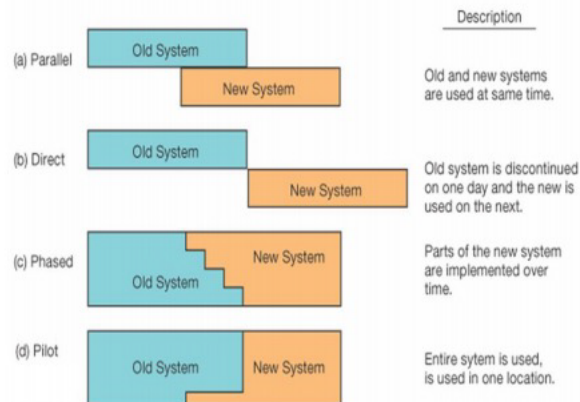 Description
(a) Parallel
Old System
New System
Old and new systems
are used at same time.
(b) Direct
Old System
New System
Old system is discontinued
on one day and the new is
used on the next.
(c) Phased
Old System
New System
Parts of the new system
are implemented over
time.
(d) Pilot
Old System
New System
Entire sytem is used,
is used in one location.